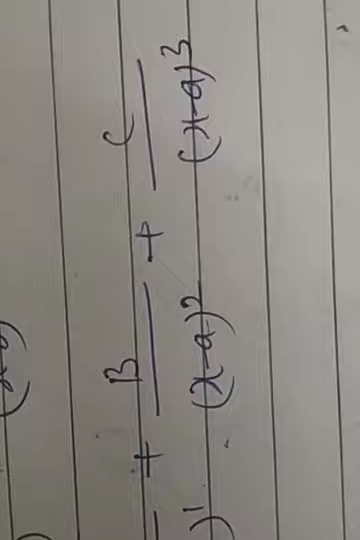 + B/(x-a)² + C/(x-a)³